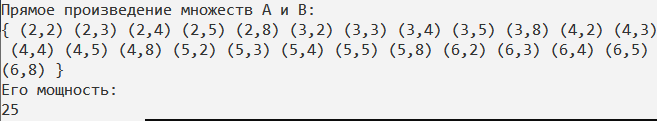 Прямое произведение множеств A и B:
{ (2,2) (2,3) (2,4) (2,5) (2,8) (3,2) (3,3) (3,4) (3,5) (3,8) (4,2) (4,3)
(4,4) (4,5) (4,8) (5,2) (5,3) (5,4) (5,5) (5,8) (6,2) (6,3) (6,4) (6,5)
(6,8) }
Его мощность:
25